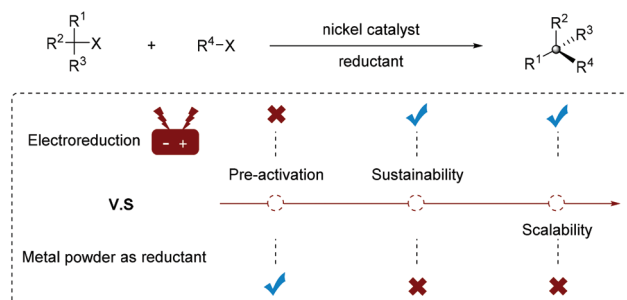 R1
R2
X
R3
+
R4–X
nickel catalyst
reductant
R2
R3
R1
R4
Electroreduction
- +
Pre-activation
Sustainability
V.S
Scalability
Metal powder as reductant